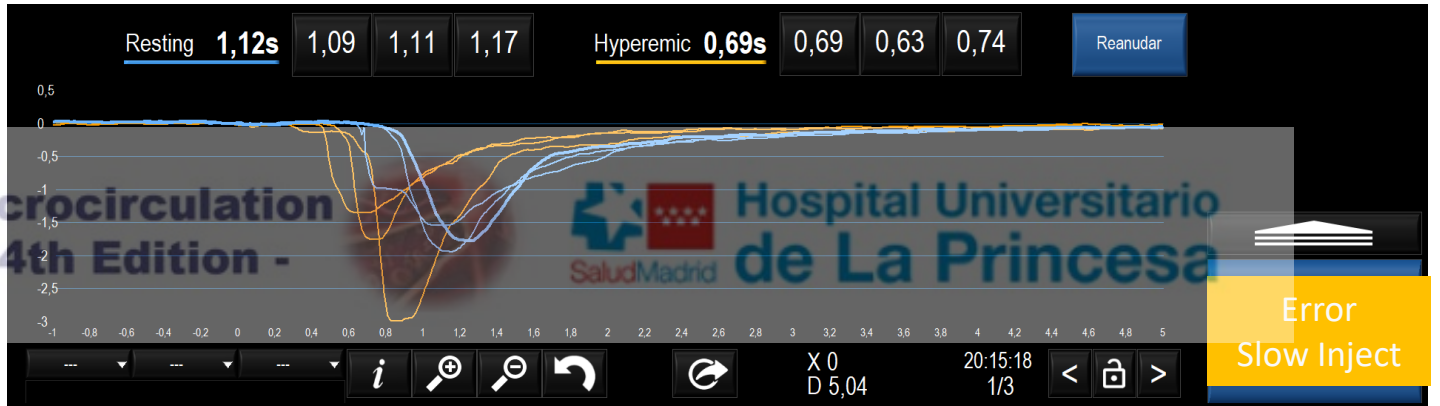 Resting 1,12s 1,09 1,11 1,17 Hyperemic 0,69s 0,69 0,63 0,74 Reanudar
0,5
0
-0,5
-1
-1,5
-2
-2,5
-3
-1 -0,8 -0,6 -0,4 -0,2 0 0,2 0,4 0,6 0,8 1 1,2 1,4 1,6 1,8 2 2,2 2,4 2,6 2,8 3 3,2 3,4 3,6 3,8 4 4,2 4,4 4,6 4,8 5
crocirculation
4th Edition -
SaludMadrid
Hospital Universitario
de La Princesa
Error
Slow Inject
--- --- --- i X 0 20:15:18 < >
D 5,04 1/3